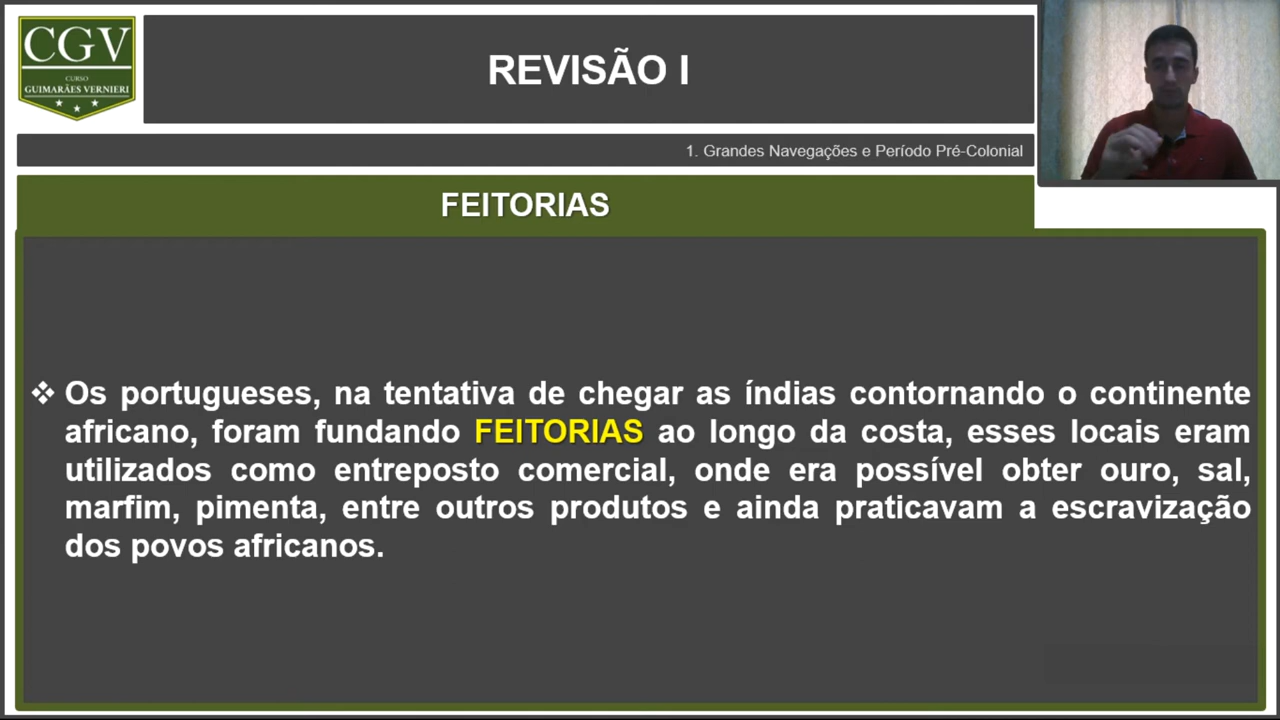 CGV
CURSO
GUIMARÃES VERNIERI
REVISÃO I
1. Grandes Navegações e Período Pré-Colonial
FEITORIAS
Os portugueses, na tentativa de chegar as índias contornando o continente
africano, foram fundando FEITORIAS ao longo da costa, esses locais eram
utilizados como entreposto comercial, onde era possível obter ouro, sal,
marfim, pimenta, entre outros produtos e ainda praticavam a escravização
dos povos africanos.